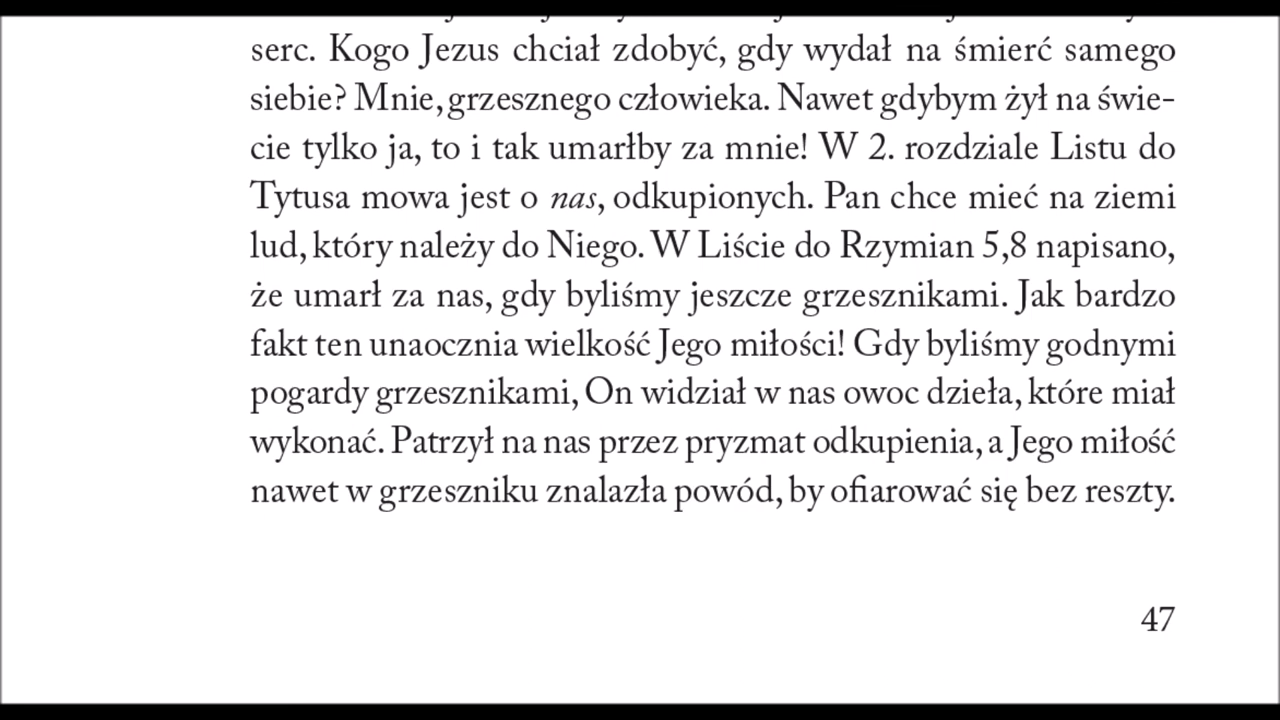 serc. Kogo Jezus chciał zdobyć, gdy wydał na śmierć samego
siebie? Mnie, grzesznego człowieka. Nawet gdybym żył na świe-
cie tylko ja, to i tak umarłby za mnie! W 2. rozdziale Listu do
Tytusa mowa jest o nas, odkupionych. Pan chce mieć na ziemi
lud, który należy do Niego. W Liście do Rzymian 5,8 napisano,
że umarł za nas, gdy byliśmy jeszcze grzesznikami. Jak bardzo
fakt ten unaocznia wielkość Jego miłości! Gdy byliśmy godnymi
pogardy grzesznikami, On widział w nas owoc dzieła, które miał
wykonać. Patrzył na nas przez pryzmat odkupienia, a Jego miłość
nawet w grzeszniku znalazła powód, by ofiarować się bez reszty.
47